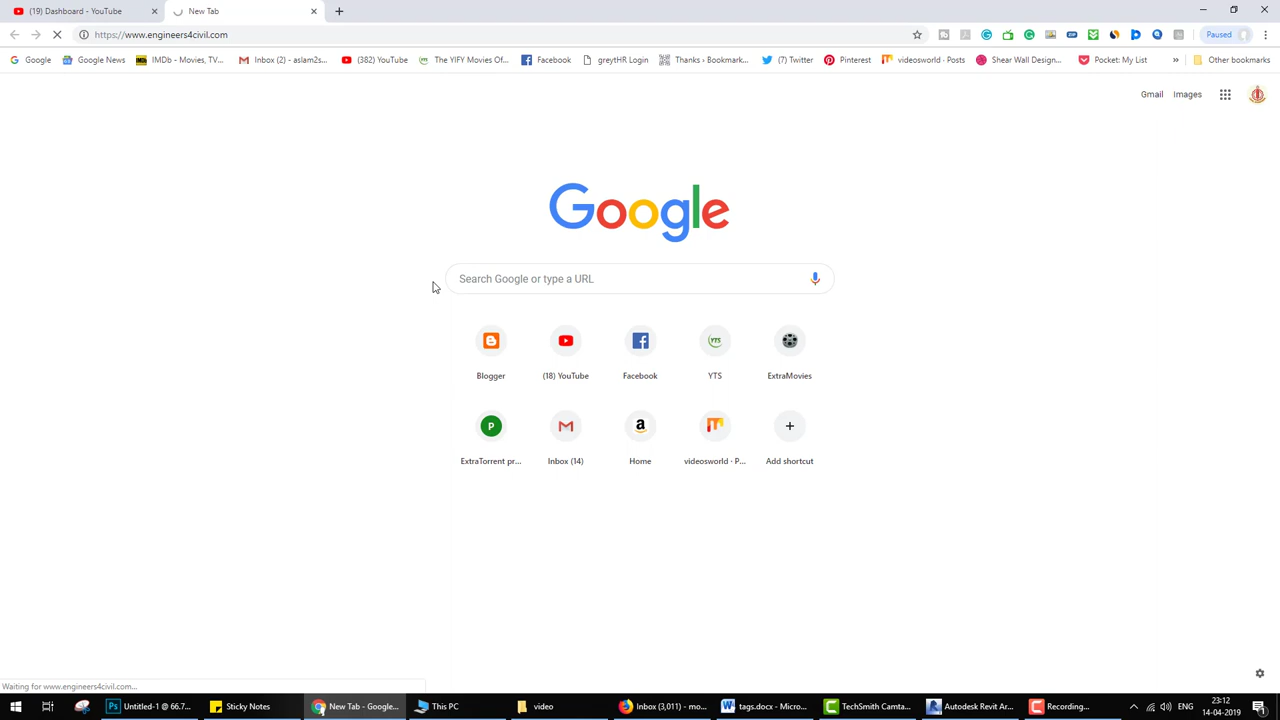 (19) Dashboard - YouTube
New Tab
https://www.engineers4civil.com
Paused
Google
Google News
IMDb - Movies, TV...
Inbox (2) - aslam2s...
(382) YouTube
The YIFY Movies Of...
Facebook
greytHR Login
Thanks › Bookmark...
(7) Twitter
Pinterest
videosworld · Posts
Shear Wall Design...
Pocket: My List
»
Other bookmarks
Gmail
Images
Google
Search Google or type a URL
YTS
Blogger
(18) YouTube
Facebook
YTS
ExtraMovies
P
ExtraTorrent pr...
Inbox (14)
Home
videosworld · P...
Add shortcut
Waiting for www.engineers4civil.com...
Untitled-1 @ 66.7...
Sticky Notes
New Tab - Google...
This PC
video
Inbox (3,011) - mo...
tags.docx - Micro...
TechSmith Camta...
Autodesk Revit Ar...
Recording...
ENG
23:12
14-04-2019